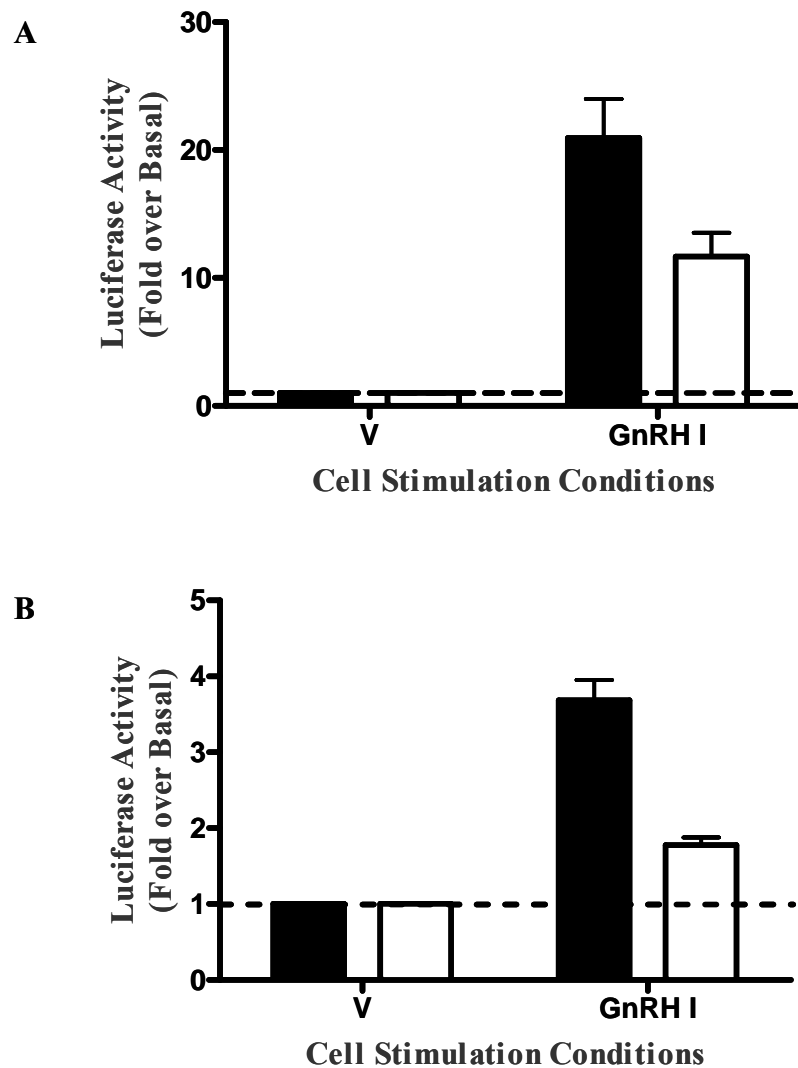 A
Luciferase Activity
(Fold over Basal)
30
20
10
0
V
GnRH I
Cell Stimulation Conditions
B
Luciferase Activity
(Fold over Basal)
5
4
3
2
1
0
V
GnRH I
Cell Stimulation Conditions